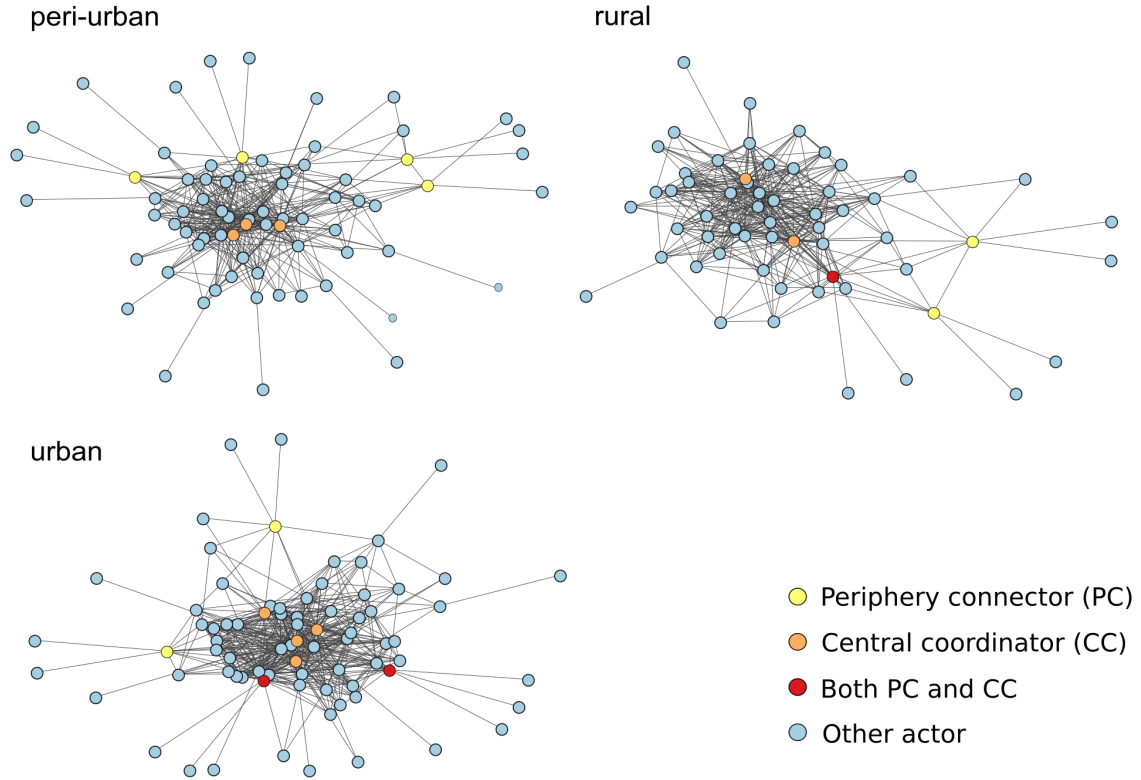 peri-urban
rural
urban
Periphery connector (PC)
Central coordinator (CC)
Both PC and CC
Other actor